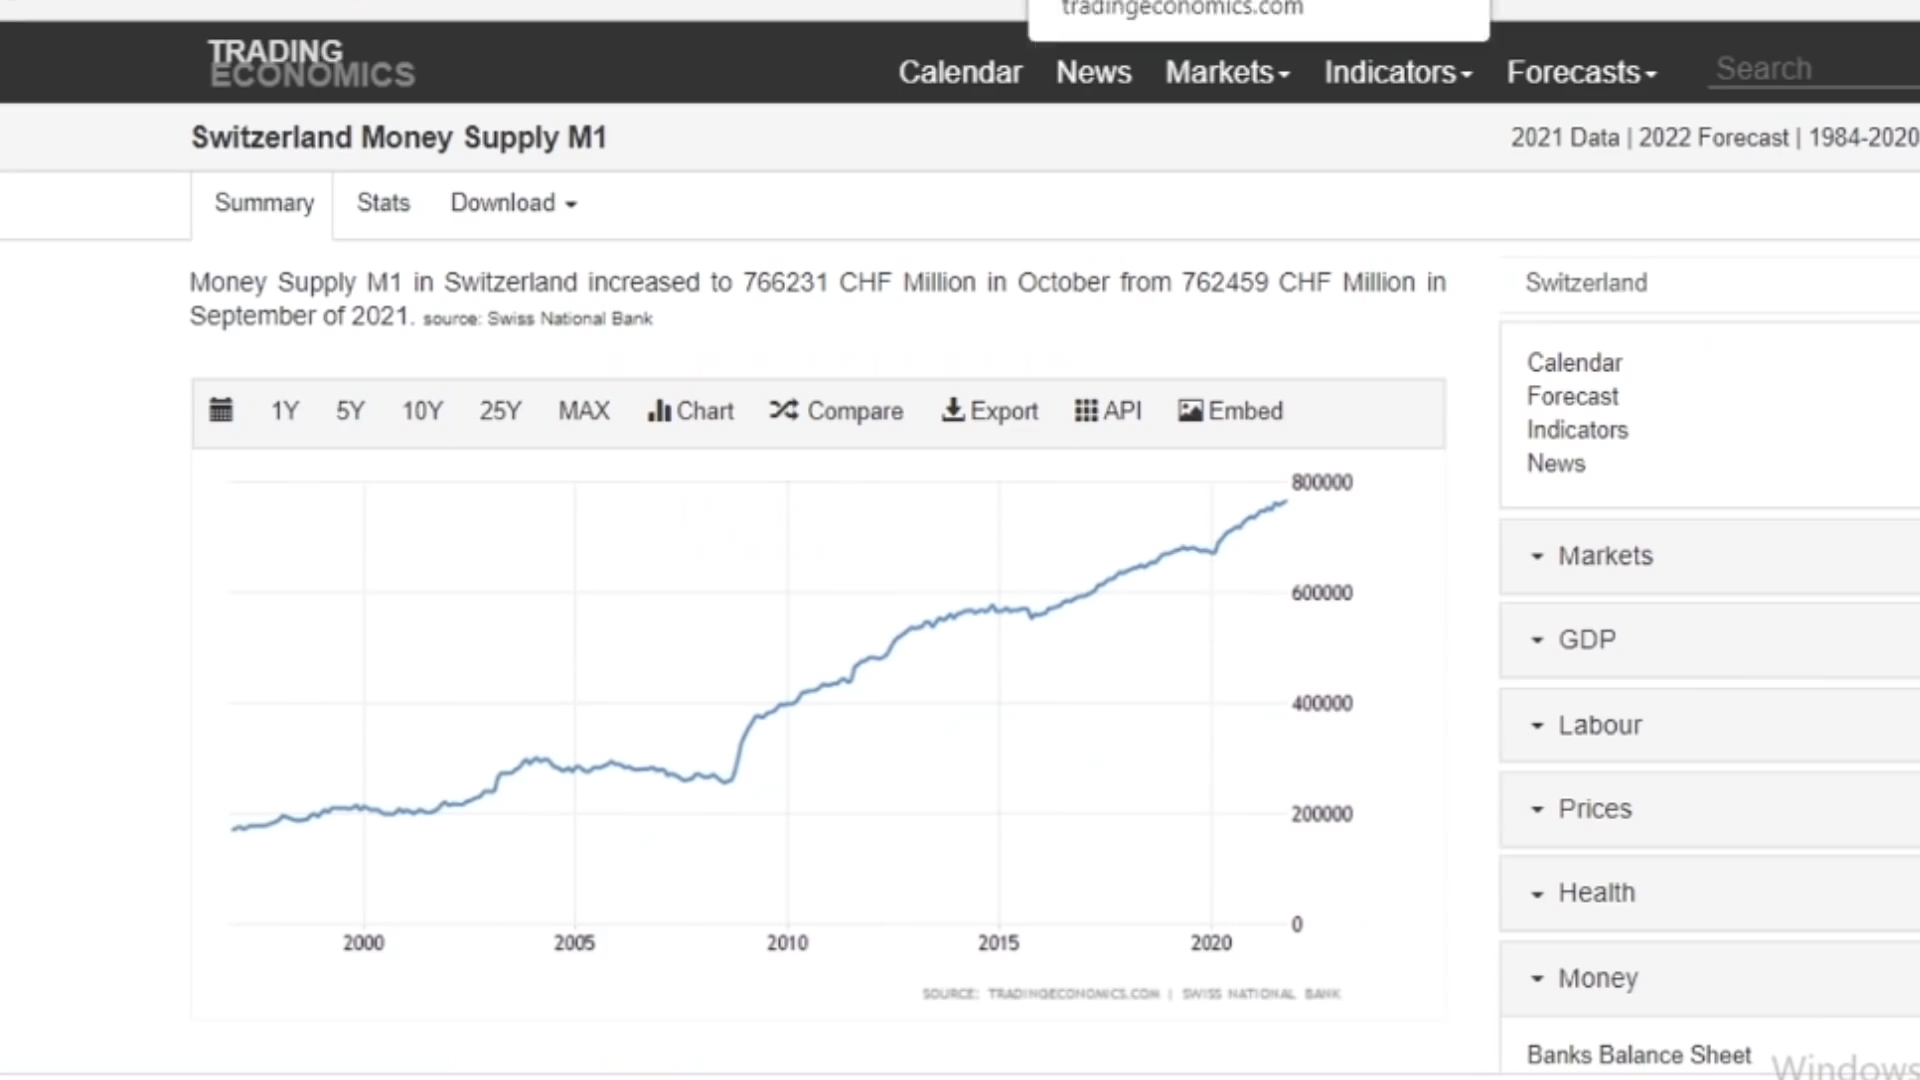 tradingeconomics.com
TRADING
ECONOMICS
Calendar News Markets Indicators Forecasts Search
Switzerland Money Supply M1
2021 Data | 2022 Forecast | 1984-2020
Summary Stats Download
Money Supply M1 in Switzerland increased to 766231 CHF Million in October from 762459 CHF Million in
September of 2021. source: Swiss National Bank
Switzerland
Calendar
Forecast
Indicators
News
1Y 5Y 10Y 25Y MAX Chart Compare Export API Embed
800000
600000
400000
200000
0
2000 2005 2010 2015 2020
SOURCE: TRADINGECONOMICS.COM | SWISS NATIONAL BANK
Markets
GDP
Labour
Prices
Health
Money
Banks Balance Sheet
Windows